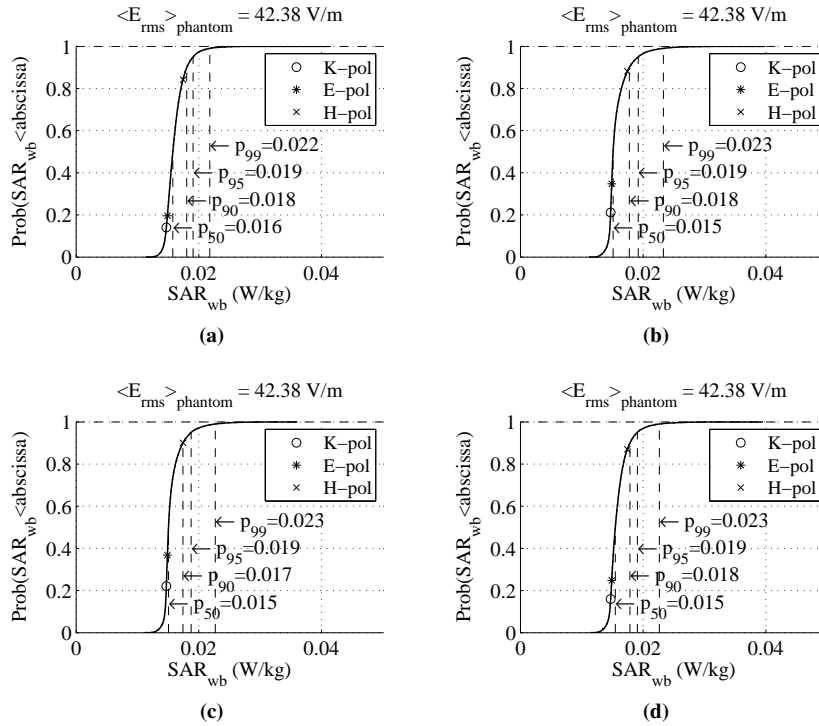 <E_rms>_phantom = 42.38 V/m
1
0.8
0.6
0.4
0.2
0
Prob(SAR_wb<abscissa)
K−pol
E−pol
H−pol
p_99=0.022
p_95=0.019
p_90=0.018
p_50=0.016
0.02
0.04
SAR_wb (W/kg)
(a)
<E_rms>_phantom = 42.38 V/m
1
0.8
0.6
0.4
0.2
0
Prob(SAR_wb<abscissa)
K−pol
E−pol
H−pol
p_99=0.023
p_95=0.019
p_90=0.018
p_50=0.015
0.02
0.04
SAR_wb (W/kg)
(b)
<E_rms>_phantom = 42.38 V/m
1
0.8
0.6
0.4
0.2
0
Prob(SAR_wb<abscissa)
K−pol
E−pol
H−pol
p_99=0.023
p_95=0.019
p_90=0.017
p_50=0.015
0.02
0.04
SAR_wb (W/kg)
(c)
<E_rms>_phantom = 42.38 V/m
1
0.8
0.6
0.4
0.2
0
Prob(SAR_wb<abscissa)
K−pol
E−pol
H−pol
p_99=0.023
p_95=0.019
p_90=0.018
p_50=0.015
0.02
0.04
SAR_wb (W/kg)
(d)